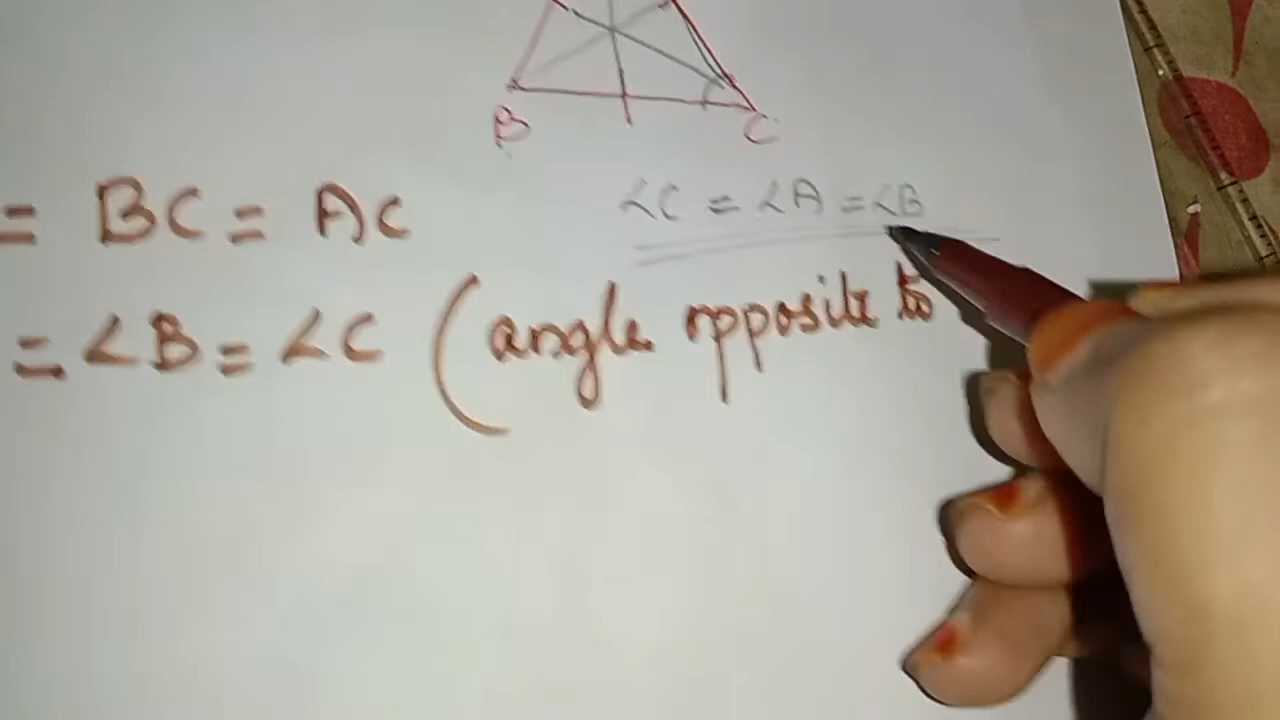 B C
= BC = AC
∠C = ∠A = ∠B
= ∠B = ∠C (angle opposite to